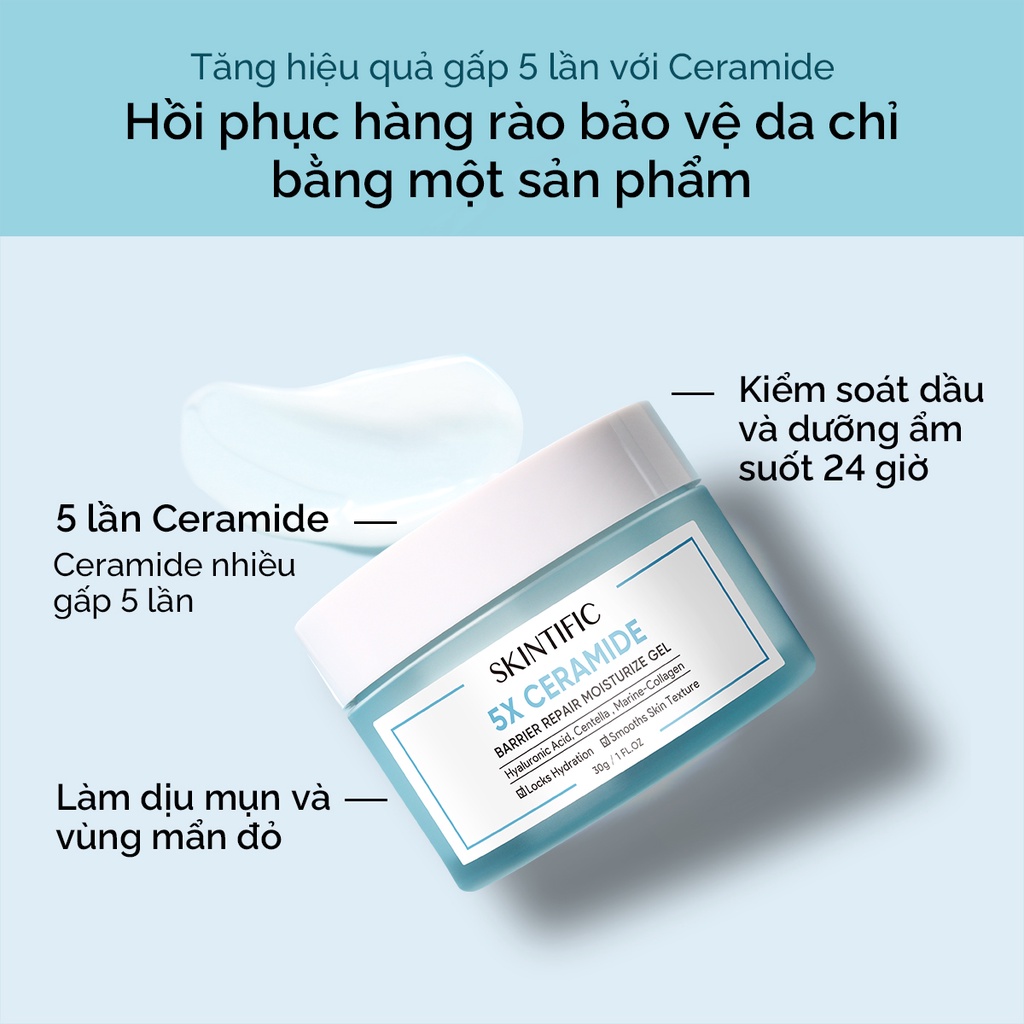 Tăng hiệu quả gấp 5 lần với Ceramide
Hồi phục hàng rào bảo vệ da chỉ
bằng một sản phẩm
Kiểm soát dầu
và dưỡng ẩm
suốt 24 giờ
5 lần Ceramide
Ceramide nhiều
gấp 5 lần
SKINTIFIC
5X CERAMIDE
BARRIER REPAIR MOISTURIZE GEL
Hyaluronic Acid, Centella , Marine-Collagen
☑Locks Hydration ☑Smooths Skin Texture
30g / 1 FL.OZ
Làm dịu mụn và
vùng mẩn đỏ